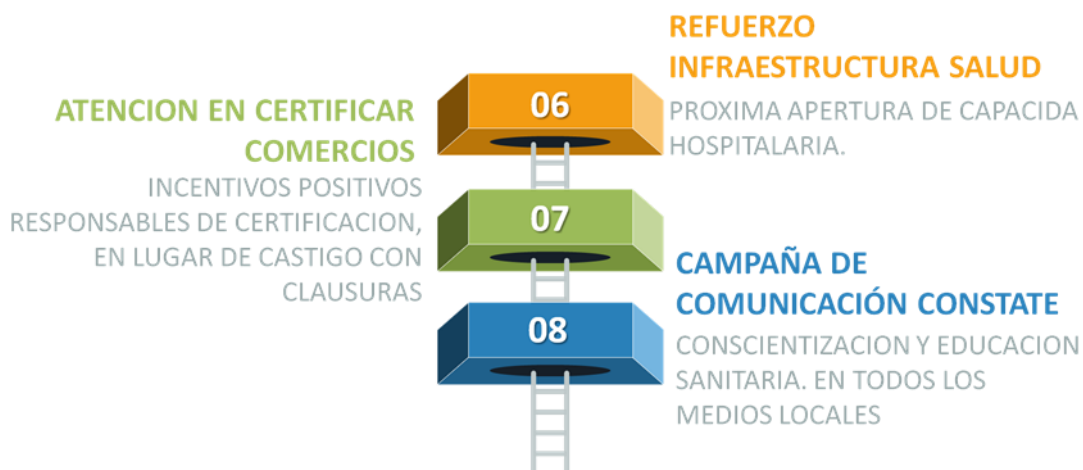 06
REFUERZO
INFRAESTRUCTURA SALUD
PROXIMA APERTURA DE CAPACIDA
HOSPITALARIA.
07
ATENCION EN CERTIFICAR
COMERCIOS
INCENTIVOS POSITIVOS
RESPONSABLES DE CERTIFICACION,
EN LUGAR DE CASTIGO CON
CLAUSURAS
08
CAMPAÑA DE
COMUNICACIÓN CONSTATE
CONSCIENTIZACION Y EDUCACION
SANITARIA. EN TODOS LOS
MEDIOS LOCALES